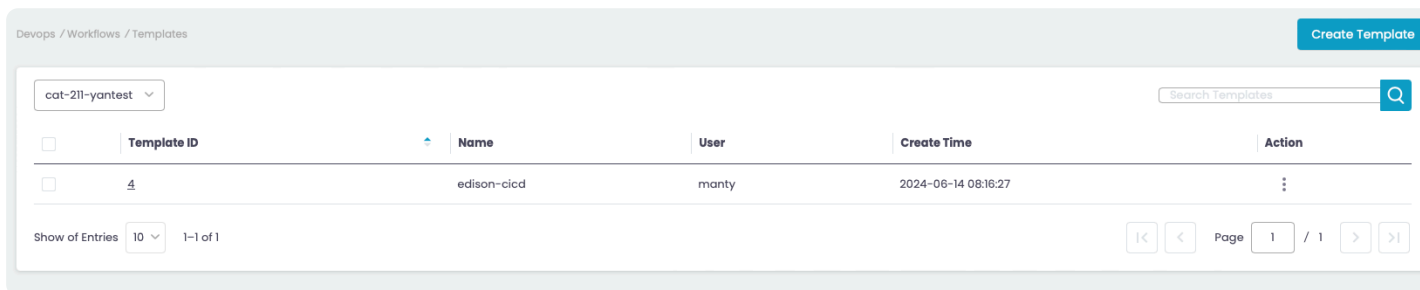 Devops / Workflows / Templates
Create Template
cat-211-yantest
Search Templates
Template ID Name User Create Time Action
4 edison-cicd manty 2024-06-14 08:16:27
Show of Entries 10 1-1 of 1 Page 1 / 1